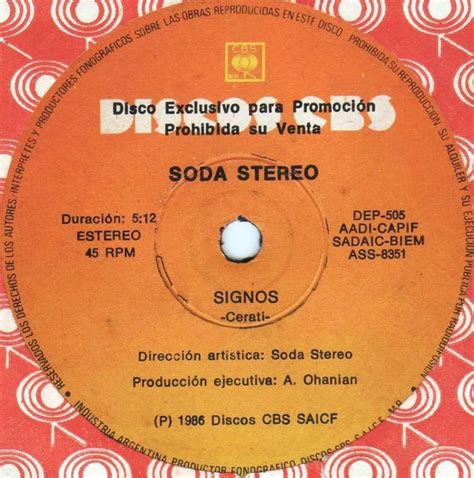 CBS
DISCOS CBS
Disco Exclusivo para Promoción
Prohibida su Venta
SODA STEREO
Duración: 5:12
ESTEREO
45 RPM
DEP-505
AADI-CAPIF
SADAIC-BIEM
ASS-8351
SIGNOS
-Cerati-
Dirección artistica: Soda Stereo
Producción ejecutiva: A. Ohanian
(P) 1986 Discos CBS SAICF
RESERVADOS LOS DERECHOS DE LOS AUTORES, INTERPRETES Y PRODUCTORES FONOGRAFICOS SOBRE LAS OBRAS REPRODUCIDAS EN ESTE DISCO
PROHIBIDA SU REPRODUCCION, SU ALQUILER Y SU EJECUCION PUBLICA
INDUSTRIA ARGENTINA PRODUCTOR FONOGRAFICO DISCOS CBS SAICF